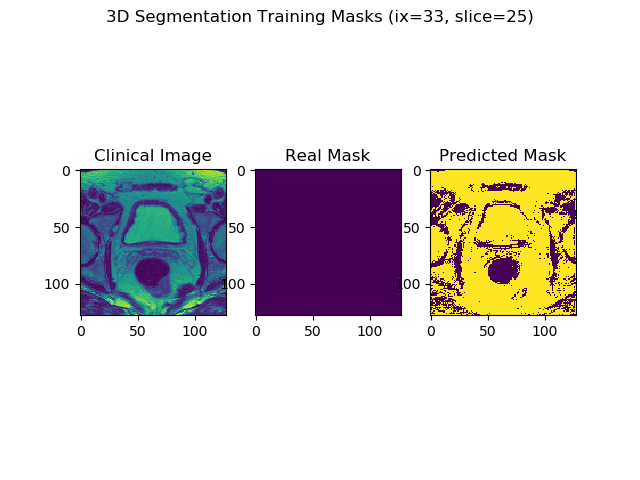 3D Segmentation Training Masks (ix=33, slice=25)
Clinical Image Real Mask Predicted Mask
0 0 0
50 50 50
100 100 100
0 50 100 0 50 100 0 50 100